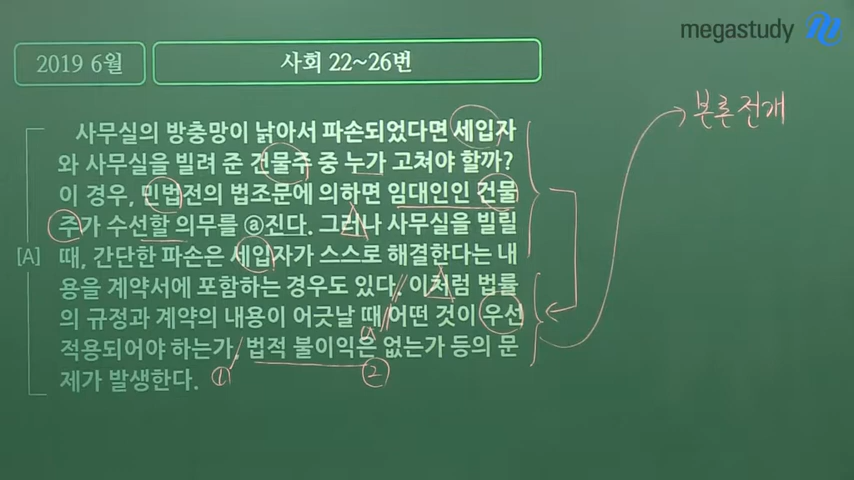 megastudy
2019 6월
사회 22~26번
본론 전개
사무실의 방충망이 낡아서 파손되었다면 세입자
와 사무실을 빌려 준 건물주 중 누가 고쳐야 할까?
이 경우, 민법전의 법조문에 의하면 임대인인 건물
주가 수선할 의무를 ⓐ진다. 그러나 사무실을 빌릴
[A] 때, 간단한 파손은 세입자가 스스로 해결한다는 내
용을 계약서에 포함하는 경우도 있다. 이처럼 법률
의 규정과 계약의 내용이 어긋날 때 어떤 것이 우선
적용되어야 하는가, 법적 불이익은 없는가 등의 문
제가 발생한다. ① ②